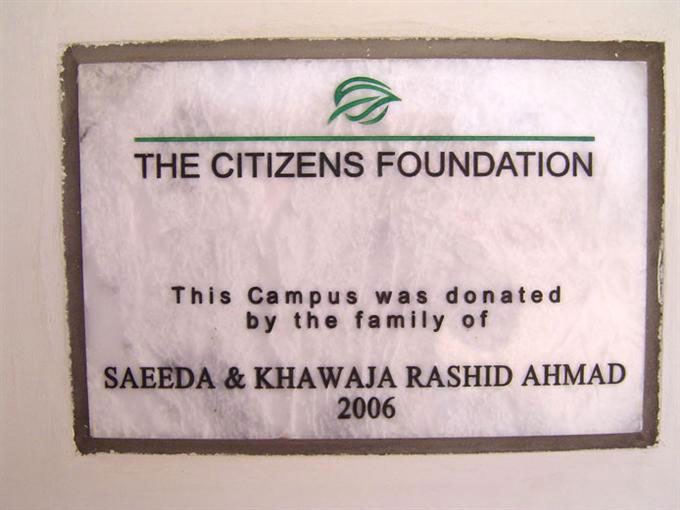 THE CITIZENS FOUNDATION
This Campus was donated
by the family of
SAEEDA & KHAWAJA RASHID AHMAD
2006